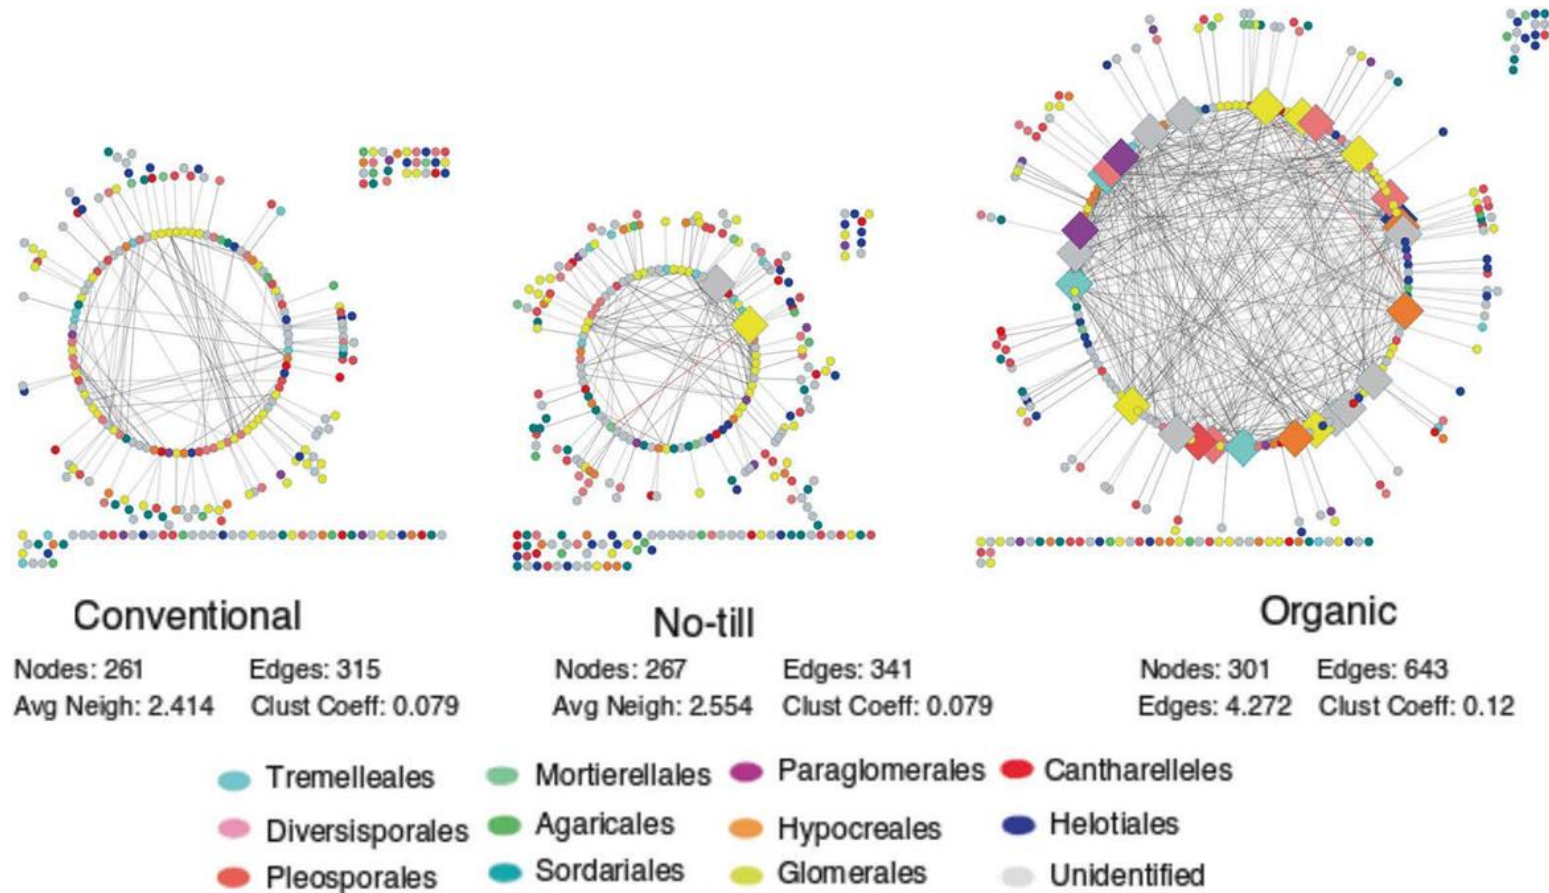 Conventional
No-till
Organic
Nodes: 261 Edges: 315
Avg Neigh: 2.414 Clust Coeff: 0.079
Nodes: 267 Edges: 341
Avg Neigh: 2.554 Clust Coeff: 0.079
Nodes: 301 Edges: 643
Edges: 4.272 Clust Coeff: 0.12
Tremelleales Mortierellales Paraglomerales Cantharelleles
Diversisporales Agaricales Hypocreales Helotiales
Pleosporales Sordariales Glomerales Unidentified